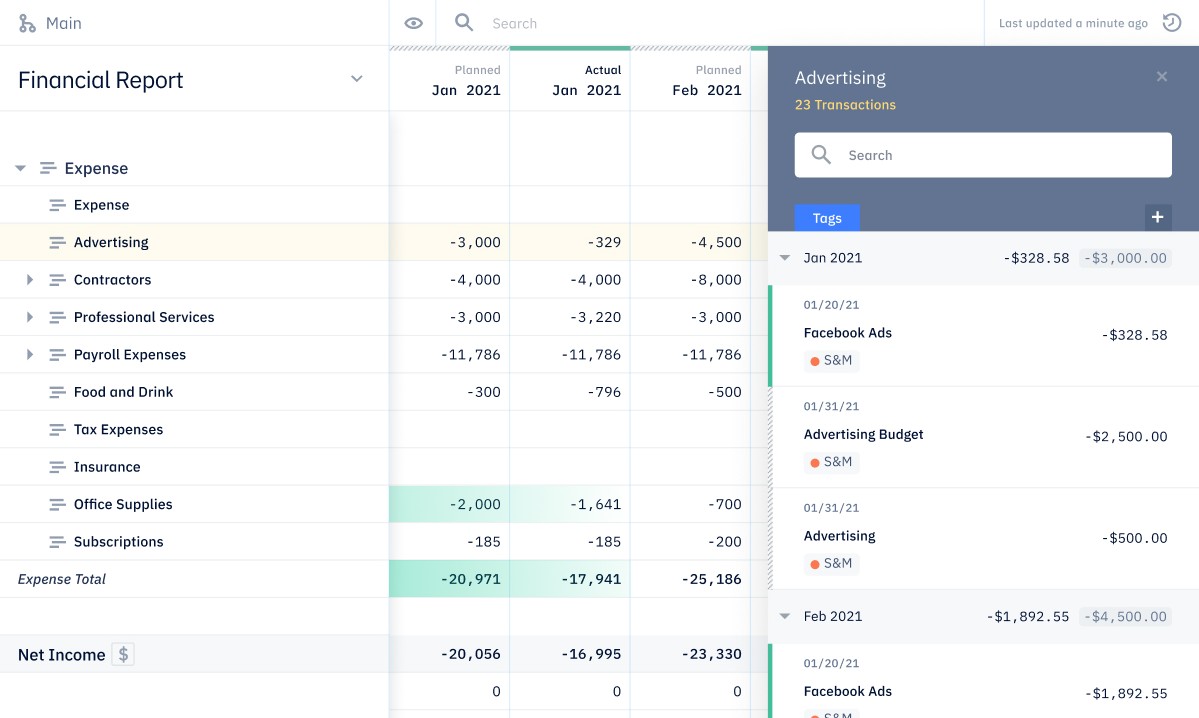 Main
Search
Last updated a minute ago
Financial Report
Planned Actual Planned
Jan 2021 Jan 2021 Feb 2021
Expense
Expense
Advertising -3,000 -329 -4,500
Contractors -4,000 -4,000 -8,000
Professional Services -3,000 -3,220 -3,000
Payroll Expenses -11,786 -11,786 -11,786
Food and Drink -300 -796 -500
Tax Expenses
Insurance
Office Supplies -2,000 -1,641 -700
Subscriptions -185 -185 -200
Expense Total -20,971 -17,941 -25,186
Net Income $ -20,056 -16,995 -23,330
0 0 0
Advertising
23 Transactions
Search
Tags +
Jan 2021 -$328.58 -$3,000.00
01/20/21
Facebook Ads -$328.58
S&M
01/31/21
Advertising Budget -$2,500.00
S&M
01/31/21
Advertising -$500.00
S&M
Feb 2021 -$1,892.55 -$4,500.00
01/20/21
Facebook Ads -$1,892.55
S&M